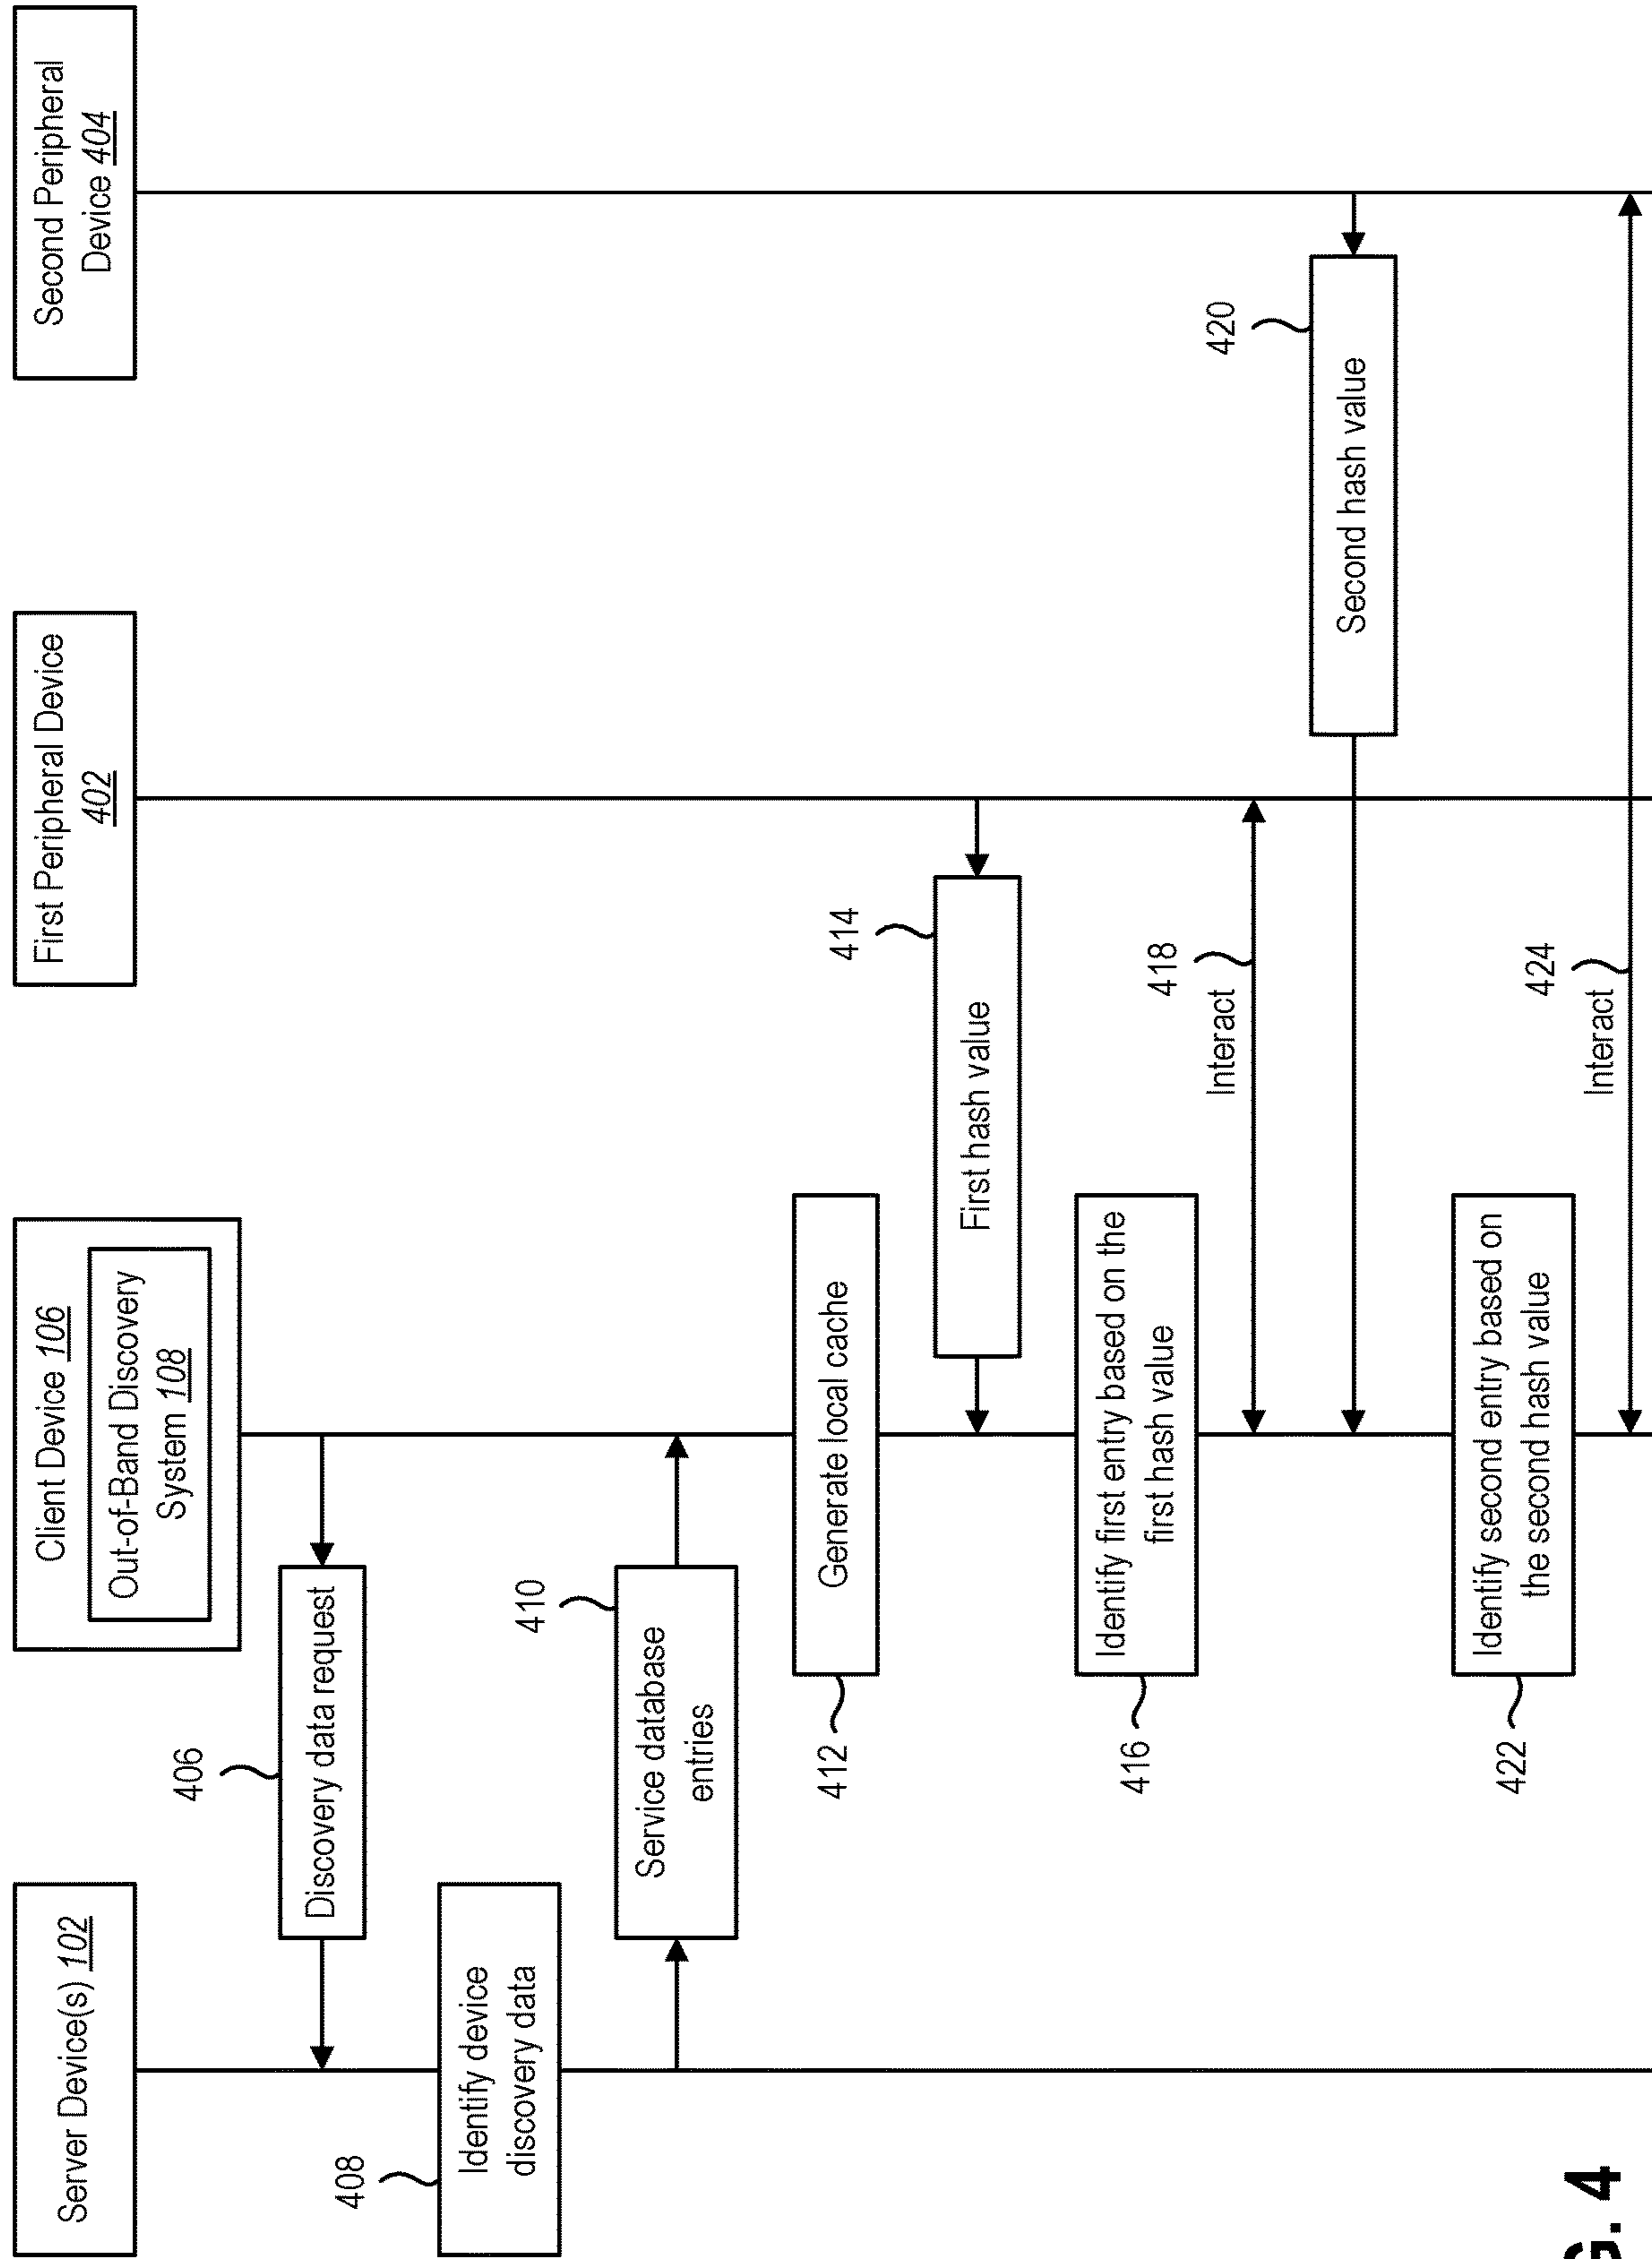 Server Device(s) 102
Client Device 106
Out-of-Band Discovery
System 108
First Peripheral Device
402
Second Peripheral
Device 404
406
Discovery data request
408
Identify device
discovery data
410
Service database
entries
412
Generate local cache
414
First hash value
416
Identify first entry based on the
first hash value
418
Interact
420
Second hash value
422
Identify second entry based on
the second hash value
424
Interact
G. 4